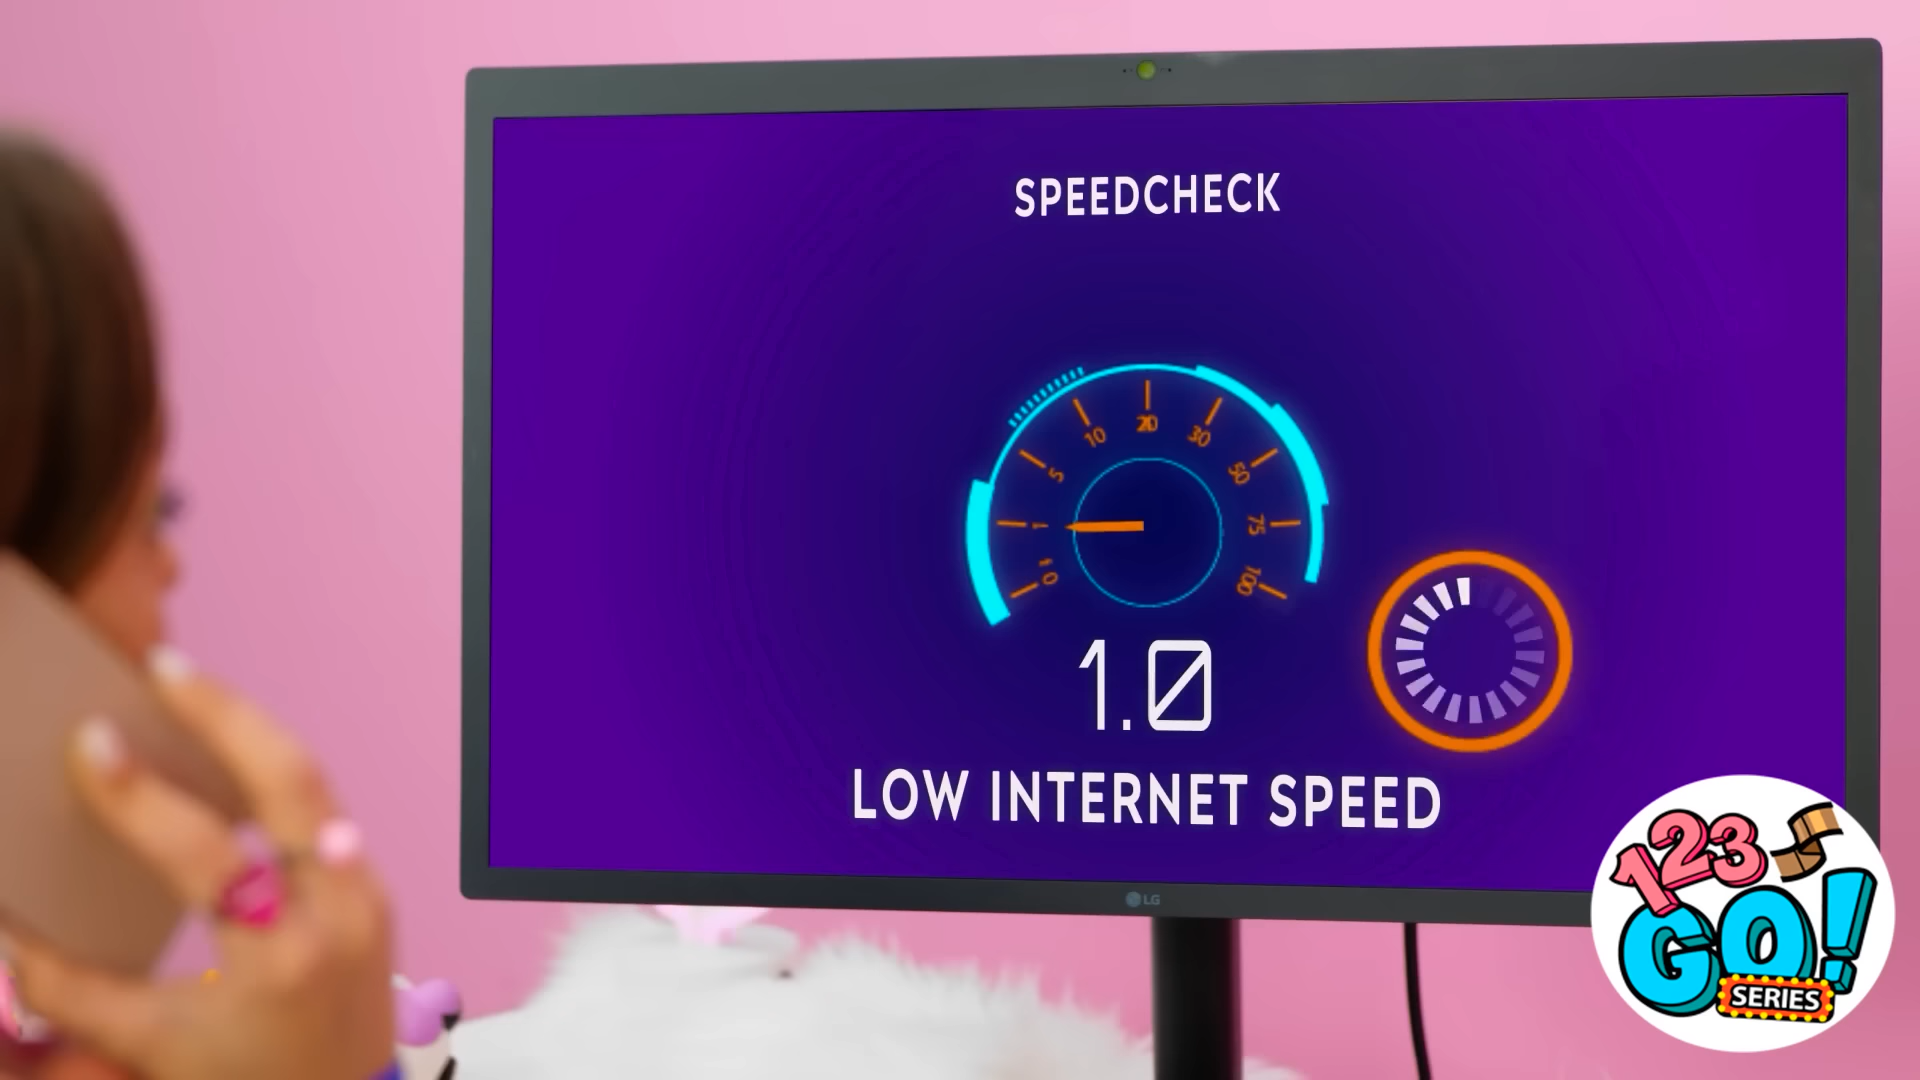 SPEEDCHECK
0 1 1 5 10 20 30 50 75 100
1.0
LOW INTERNET SPEED
LG
123
GO!
SERIES